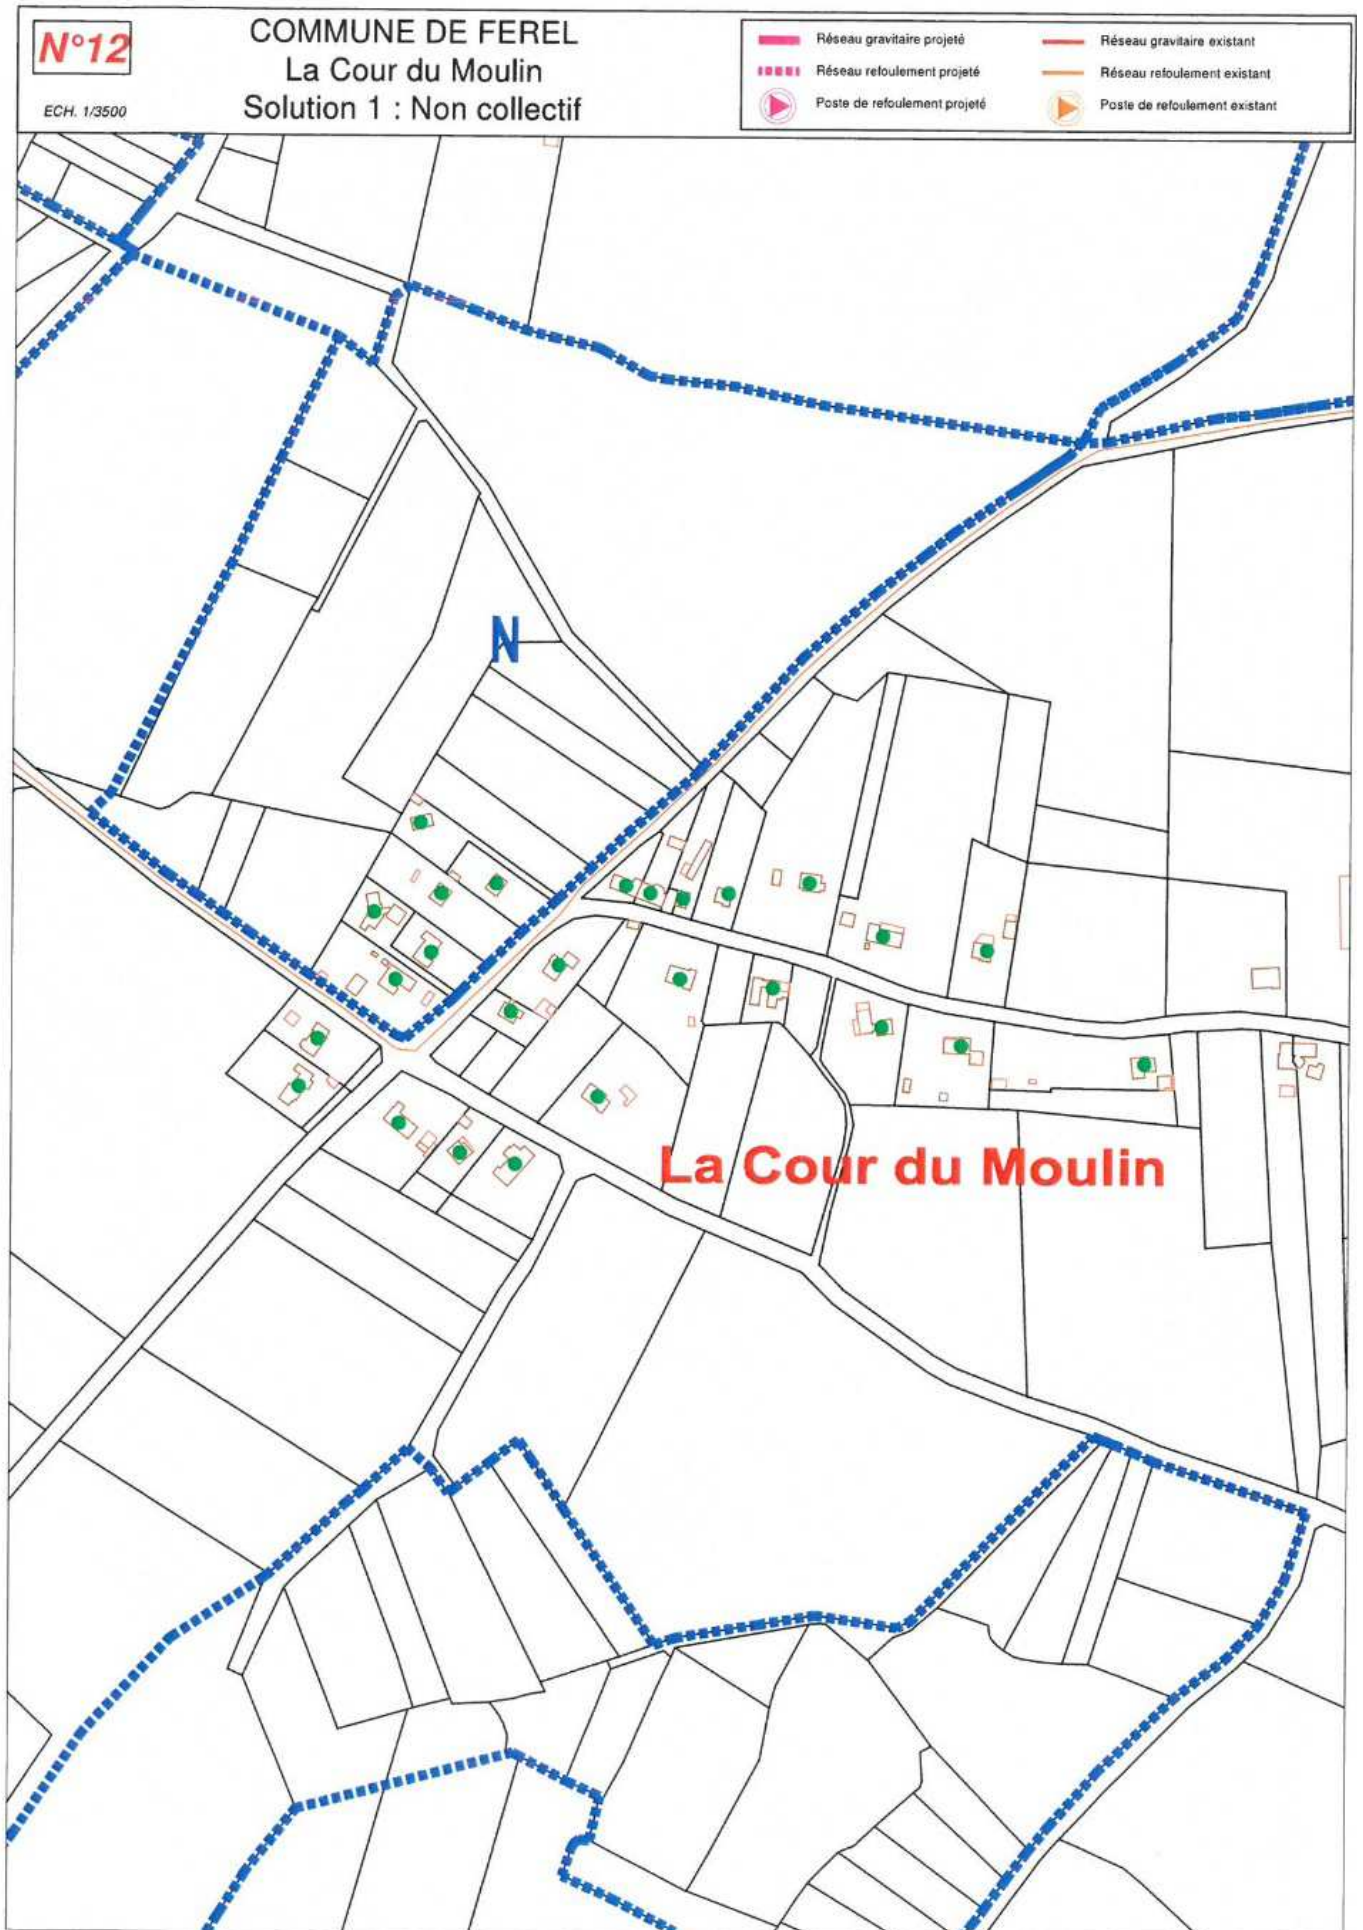 N°12
ECH. 1/3500
COMMUNE DE FEREL
La Cour du Moulin
Solution 1 : Non collectif
Réseau gravitaire projeté
Réseau refoulement projeté
Poste de refoulement projeté
Réseau gravitaire existant
Réseau refoulement existant
Poste de refoulement existant
N
La Cour du Moulin